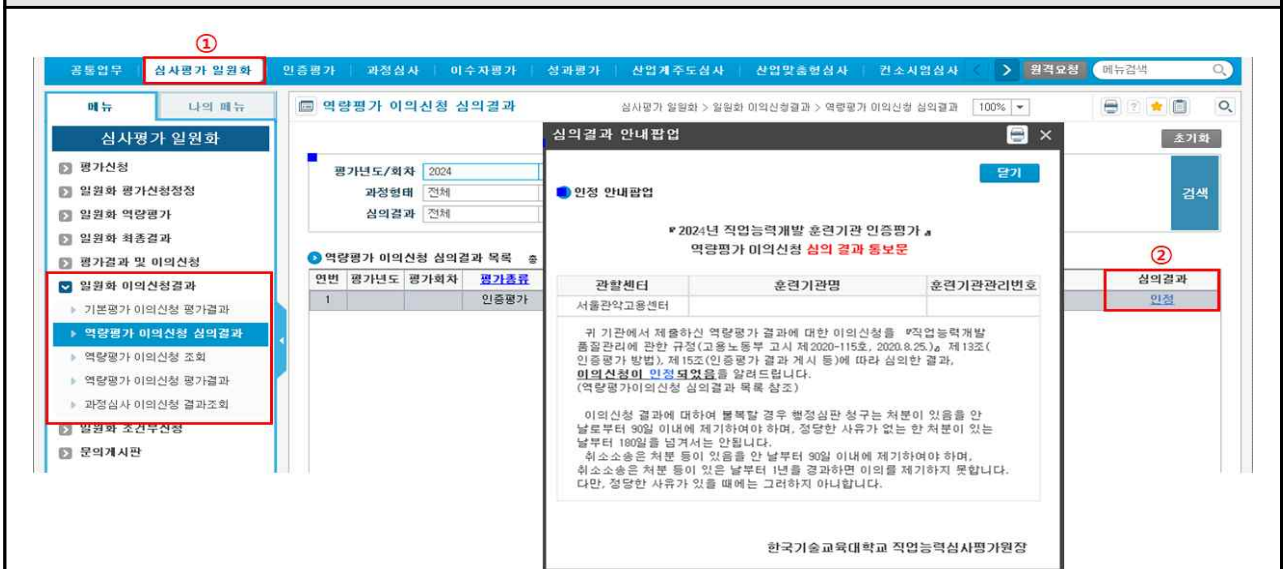 ①
공통업무 심사평가 일원화 인증평가 과정심사 이수자평가 성과평가 산업계주도심사 산업맞춤형심사 컨소시엄심사 < > 원격요청 메뉴검색
메뉴 나의 메뉴
역량평가 이의신청 심의결과
심사평가 일원화 > 일원화 이의신청결과 > 역량평가 이의신청 심의결과 100%
심사평가 일원화
평가신청
일원화 평가신청정정
일원화 역량평가
일원화 최종결과
평가결과 및 이의신청
일원화 이의신청결과
기본평가 이의신청 평가결과
역량평가 이의신청 심의결과
역량평가 이의신청 조회
역량평가 이의신청 평가결과
과정심사 이의신청 결과조회
일원화 조건부신청
문의게시판
초기화
평가년도/회차 2024
과정형태 전체
심의결과 전체
검색
역량평가 이의신청 심의결과 목록 총
연번 평가년도 평가회차 평가종류
1 인증평가
②
심의결과
인정
심의결과 안내팝업 ×
닫기
인정 안내팝업
『2024년 직업능력개발 훈련기관 인증평가』
역량평가 이의신청 심의 결과 통보문
관할센터 훈련기관명 훈련기관관리번호
서울관악고용센터
귀 기관에서 제출하신 역량평가 결과에 대한 이의신청을 『직업능력개발
품질관리에 관한 규정(고용노동부 고시 제2020-115호, 2020.8.25.)』 제13조(
인증평가 방법), 제15조(인증평가 결과 게시 등)에 따라 심의한 결과,
이의신청이 인정되었음을 알려드립니다.
(역량평가이의신청 심의결과 목록 참조)
이의신청 결과에 대하여 불복할 경우 행정심판 청구는 처분이 있음을 안
날로부터 90일 이내에 제기하여야 하며, 정당한 사유가 없는 한 처분이 있는
날부터 180일을 넘겨서는 안됩니다.
취소소송은 처분 등이 있음을 안 날부터 90일 이내에 제기하여야 하며,
취소소송은 처분 등이 있은 날부터 1년을 경과하면 이의를 제기하지 못합니다.
다만, 정당한 사유가 있을 때에는 그러하지 아니합니다.
한국기술교육대학교 직업능력심사평가원장